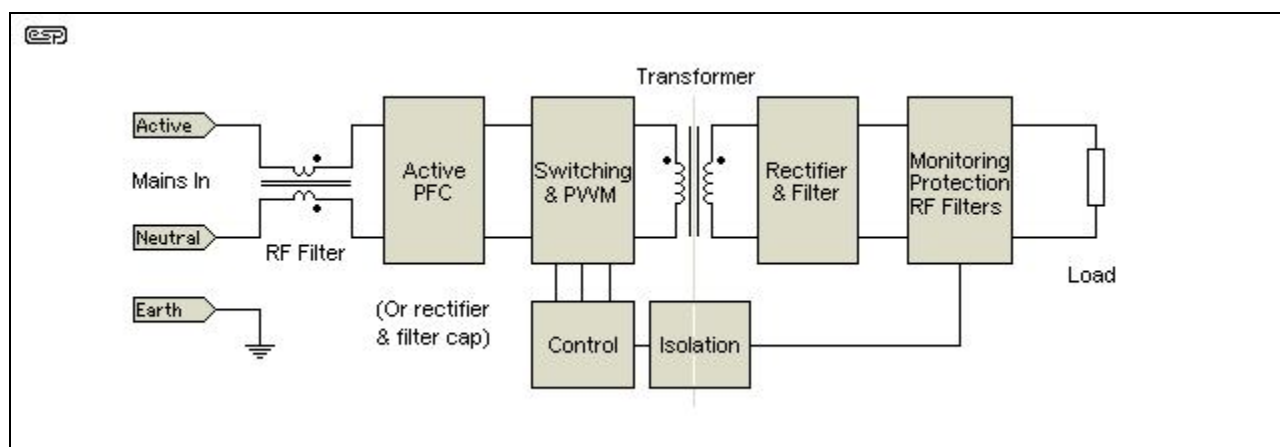 esp
Transformer
Active
Mains In
Neutral
RF Filter
Earth
Active
PFC
(Or rectifier
& filter cap)
Switching
& PWM
Control
Isolation
Rectifier
& Filter
Monitoring
Protection
RF Filters
Load